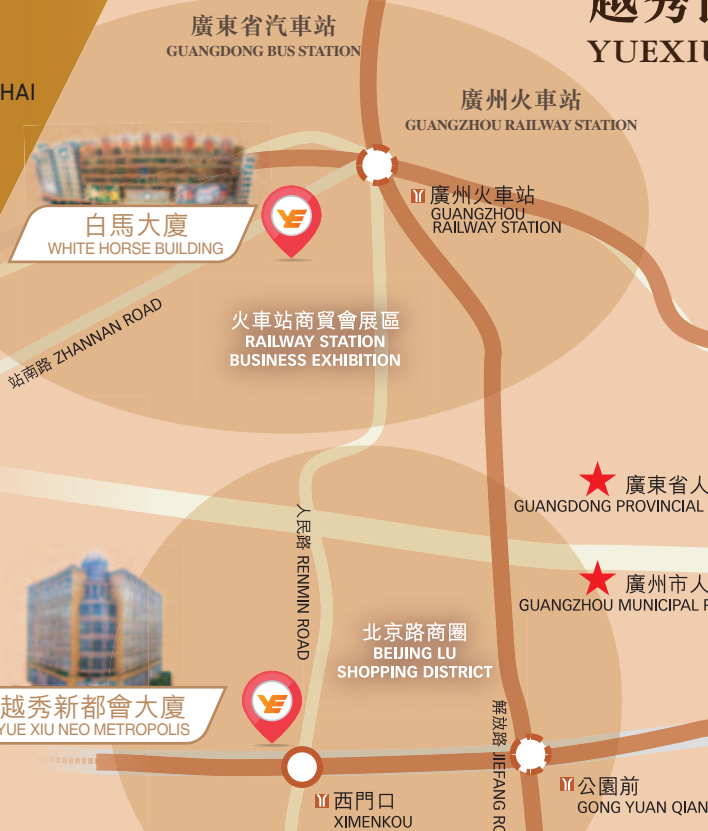 越秀
YUEXIU
廣東省汽車站
GUANGDONG BUS STATION
HAI
廣州火車站
GUANGZHOU RAILWAY STATION
廣州火車站
GUANGZHOU
RAILWAY STATION
白馬大廈
WHITE HORSE BUILDING
火車站商貿會展區
RAILWAY STATION
BUSINESS EXHIBITION
站南路 ZHANNAN ROAD
廣東省人
GUANGDONG PROVINCIAL
人民路 RENMIN ROAD
廣州市人
GUANGZHOU MUNICIPAL
北京路商圈
BEIJING LU
SHOPPING DISTRICT
越秀新都會大廈
YUE XIU NEO METROPOLIS
解放路 JIEFANG RO
西門口
XIMENKOU
公園前
GONG YUAN QIAN